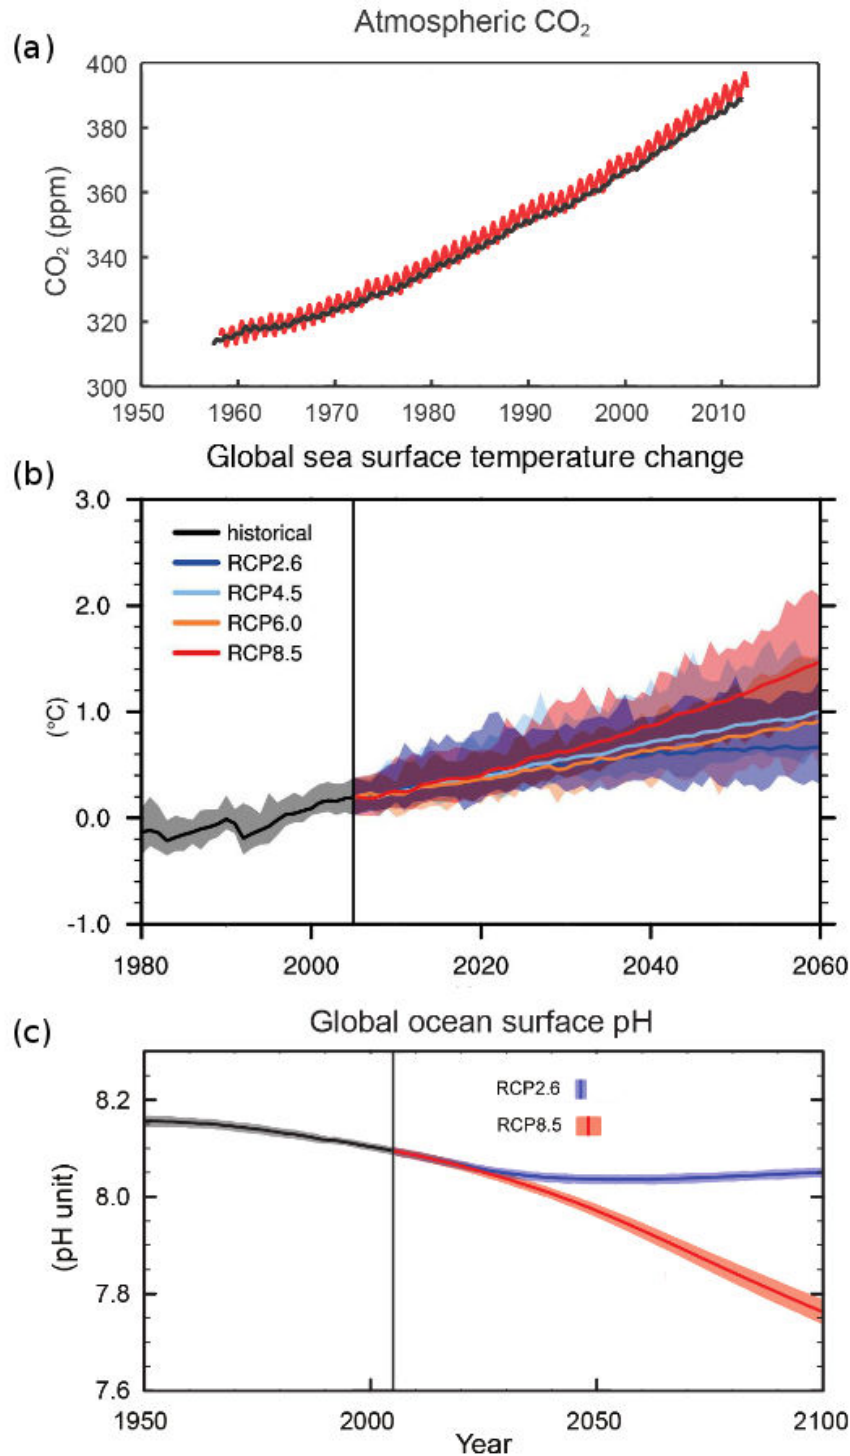 Atmospheric CO₂
(a)
400
380
360
340
320
300
CO₂ (ppm)
1950 1960 1970 1980 1990 2000 2010
Global sea surface temperature change
(b)
3.0
2.0
1.0
0.0
-1.0
(°C)
historical
RCP2.6
RCP4.5
RCP6.0
RCP8.5
1980 2000 2020 2040 2060
Global ocean surface pH
(c)
8.2
8.0
7.8
7.6
(pH unit)
RCP2.6
RCP8.5
1950 2000 2050 2100
Year